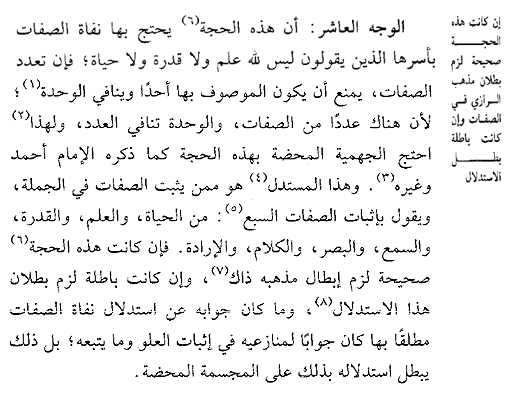 الوجه العاشر: أن هذه الحجة(٦) يحتج بها نفاة الصفات
بأسرها الذين يقولون ليس لله علم ولا قدرة ولا حياة؛ فإن تعدد
الصفات، يمنع أن يكون الموصوف بها أحدًا وينافي الوحدة(١)؛
لأن هناك عددًا من الصفات، والوحدة تنافي العدد، ولهذا(٢)
احتج الجهمية المحضة بهذه الحجة كما ذكره الإمام أحمد
وغيره(٣). وهذا المستدل(٤) هو ممن يثبت الصفات في الجملة،
ويقول بإثبات الصفات السبع(٥): من الحياة، والعلم، والقدرة،
والسمع، والبصر، والكلام، والإرادة. فإن كانت هذه الحجة(٦)
صحيحة لزم إبطال مذهبه ذاك(٧)، وإن كانت باطلة لزم بطلان
هذا الاستدلال(٨)، وما كان جوابه عن استدلال نفاة الصفات
مطلقًا بها كان جوابًا لمنازعيه في إثبات العلو وما يتبعه؛ بل ذلك
يبطل استدلاله بذلك على المجسمة المحضة.
إن كانت هذه
الحجة
صحيحة لزم
بطلان مذهب
الرازي في
الصفات وإن
كانت باطلة
بطل
الاستدلال